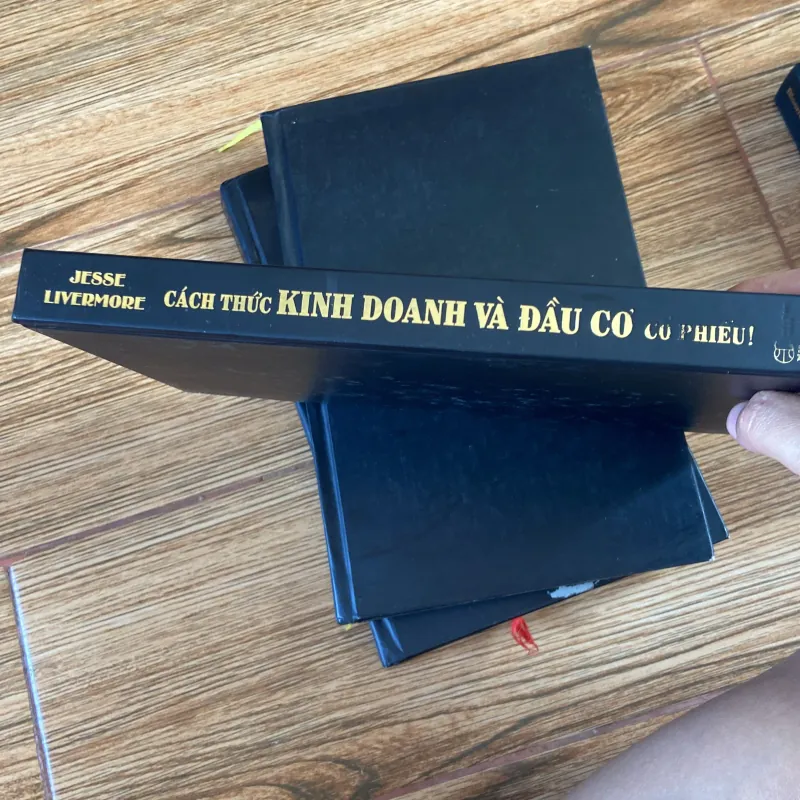 JESSE
LIVERMORE
CÁCH THỨC KINH DOANH VÀ ĐẦU CƠ CỔ PHIẾU!